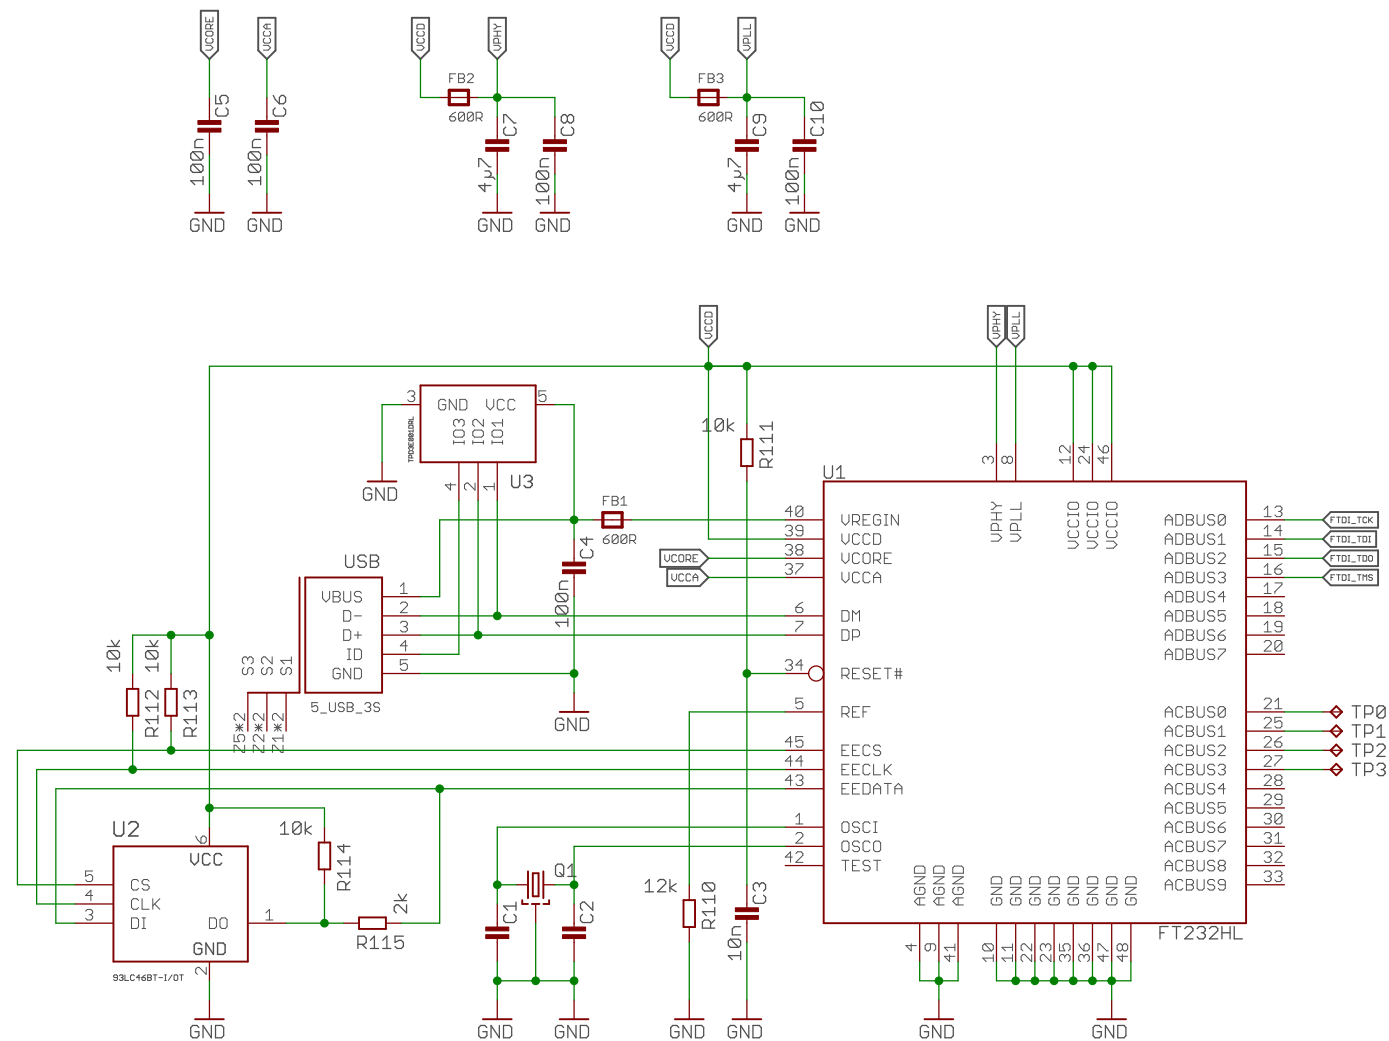 VCORE
VCCA
VCCD
VPHY
VCCD
VPLL
C5
100n
GND
C6
100n
GND
FB2
600R
C7
4µ7
GND
C8
100n
GND
FB3
600R
C9
4µ7
GND
C10
100n
GND
VCCD
VPHY
VPLL
3 GND VCC 5
IO3 IO2 IO1
TPD3E001DRL
4 2 1
U3
GND
10k
R111
FB1
600R
C4
100n
GND
VCORE
VCCA
USB
VBUS 1
D- 2
D+ 3
ID 4
GND 5
S3 S2 S1
Z5*2 Z2*2 Z1*2
5_USB_3S
10k
R112
10k
R113
U1
3 8 12 24 46
VPHY VPLL VCCIO VCCIO VCCIO
40 VREGIN
39 VCCD
38 VCORE
37 VCCA
6 DM
7 DP
34 RESET#
5 REF
45 EECS
44 EECLK
43 EEDATA
1 OSCI
2 OSCO
42 TEST
ADBUS0 13 FTDI_TCK
ADBUS1 14 FTDI_TDI
ADBUS2 15 FTDI_TDO
ADBUS3 16 FTDI_TMS
ADBUS4 17
ADBUS5 18
ADBUS6 19
ADBUS7 20
ACBUS0 21 TP0
ACBUS1 25 TP1
ACBUS2 26 TP2
ACBUS3 27 TP3
ACBUS4 28
ACBUS5 29
ACBUS6 30
ACBUS7 31
ACBUS8 32
ACBUS9 33
AGND AGND AGND GND GND GND GND GND GND GND GND
4 9 41 10 11 22 23 35 36 47 48
FT232HL
GND
GND
U2
6
VCC
5 CS
4 CLK
3 DI
DO 1
GND
2
93LC46BT-I/OT
GND
10k
R114
2k
R115
Q1
C1
C2
GND
GND
12k
R110
GND
C3
10n
GND